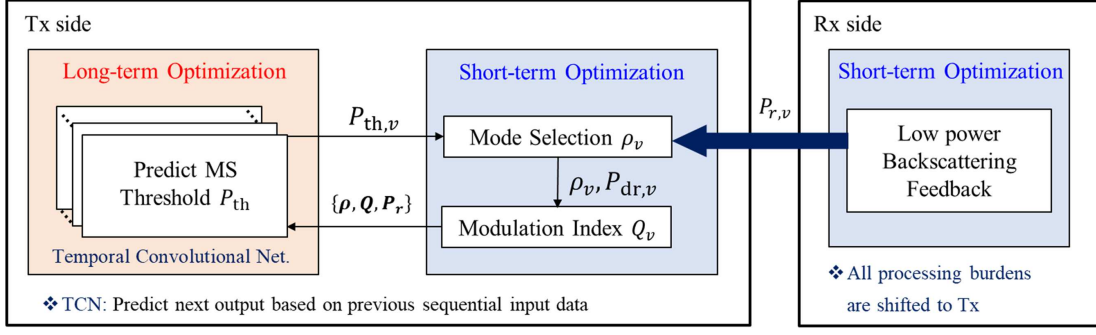 Tx side
Long-term Optimization
Predict MS
Threshold P_th
Temporal Convolutional Net.
P_th,v
{ρ, Q, P_r}
Short-term Optimization
Mode Selection ρ_v
ρ_v, P_dr,v
Modulation Index Q_v
❖ TCN: Predict next output based on previous sequential input data
P_r,v
Rx side
Short-term Optimization
Low power
Backscattering
Feedback
❖ All processing burdens
are shifted to Tx